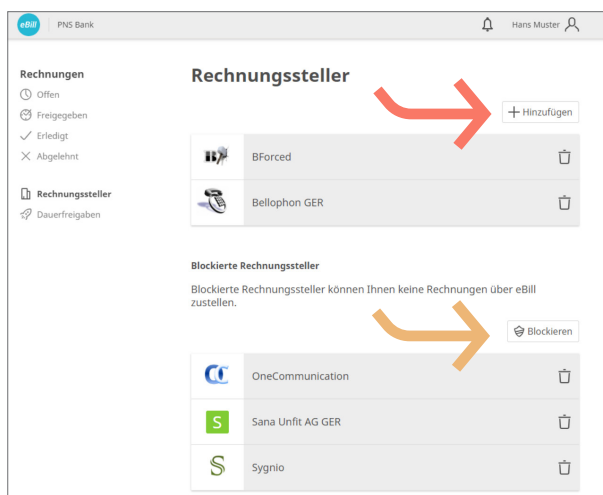 eBill PNS Bank Hans Muster
Rechnungen
Offen
Freigegeben
Erledigt
Abgelehnt
Rechnungssteller
Dauerfreigaben
Rechnungssteller
Hinzufügen
B BForced
Bellophon GER
Blockierte Rechnungssteller
Blockierte Rechnungssteller können Ihnen keine Rechnungen über eBill
zustellen.
Blockieren
OneCommunication
S Sana Unfit AG GER
S Sygnio